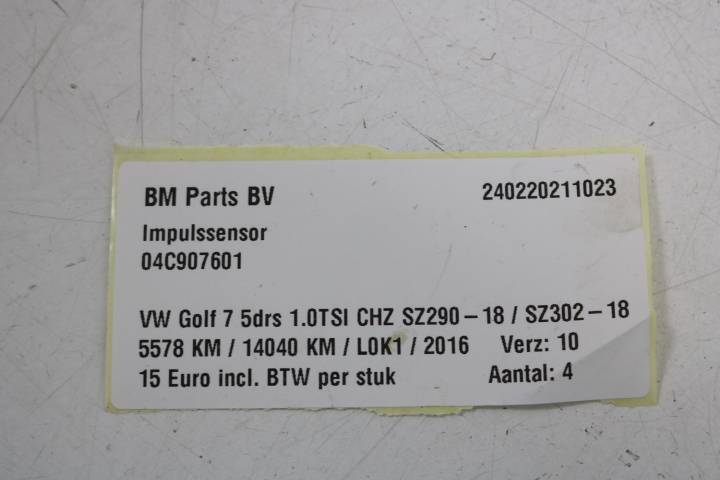 BM Parts BV 240220211023
Impulssensor
04C907601
VW Golf 7 5drs 1.0TSI CHZ SZ290-18 / SZ302-18
5578 KM / 14040 KM / L0K1 / 2016 Verz: 10
15 Euro incl. BTW per stuk Aantal: 4